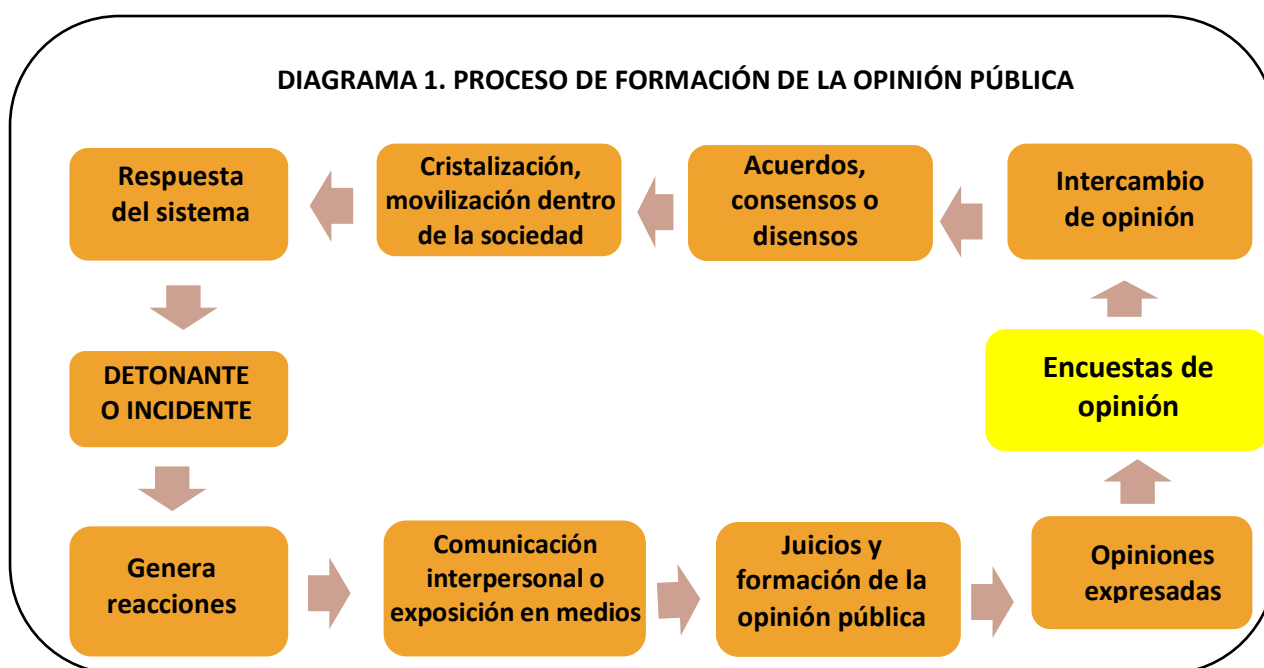 DIAGRAMA 1. PROCESO DE FORMACIÓN DE LA OPINIÓN PÚBLICA
Respuesta
del sistema
Cristalización,
movilización dentro
de la sociedad
Acuerdos,
consensos o
disensos
Intercambio
de opinión
DETONANTE
O INCIDENTE
Encuestas de
opinión
Genera
reacciones
Comunicación
interpersonal o
exposición en medios
Juicios y
formación de la
opinión pública
Opiniones
expresadas